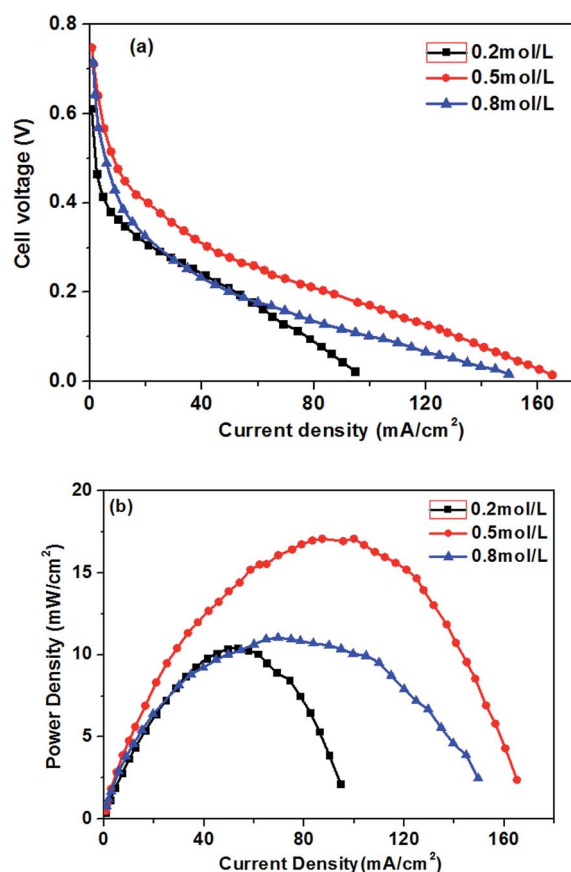 (a)
0.2mol/L
0.5mol/L
0.8mol/L
Cell voltage (V)
0.8
0.6
0.4
0.2
0.0
0 40 80 120 160
Current density (mA/cm²)
(b)
0.2mol/L
0.5mol/L
0.8mol/L
Power Density (mW/cm²)
20
15
10
5
0
0 40 80 120 160
Current Density(mA/cm²)